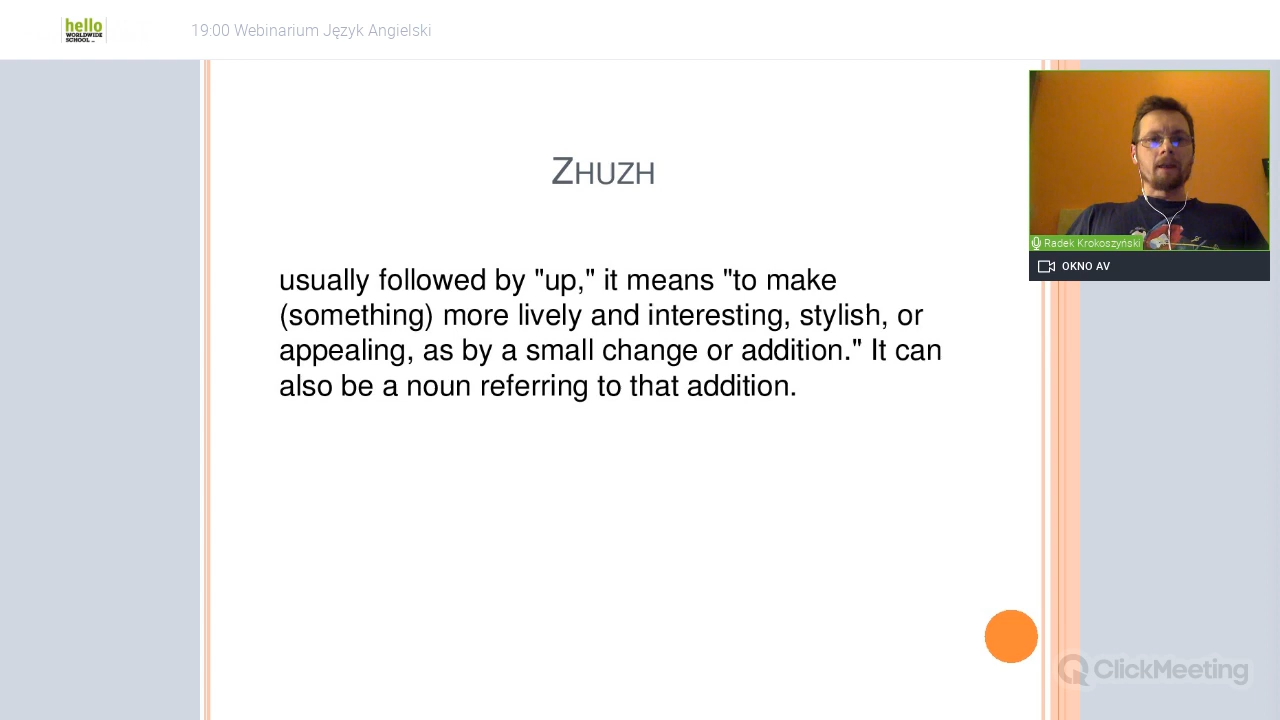 hello
WORLDWIDE
SCHOOL
19:00 Webinarium Język Angielski
ZHUZH
usually followed by "up," it means "to make
(something) more lively and interesting, stylish, or
appealing, as by a small change or addition." It can
also be a noun referring to that addition.
Radek Krokoszyński
OKNO AV
ClickMeeting